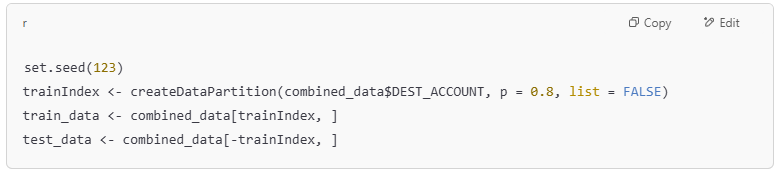 r
Copy
Edit
set.seed(123)
trainIndex <- createDataPartition(combined_data$DEST_ACCOUNT, p = 0.8, list = FALSE)
train_data <- combined_data[trainIndex, ]
test_data <- combined_data[-trainIndex, ]